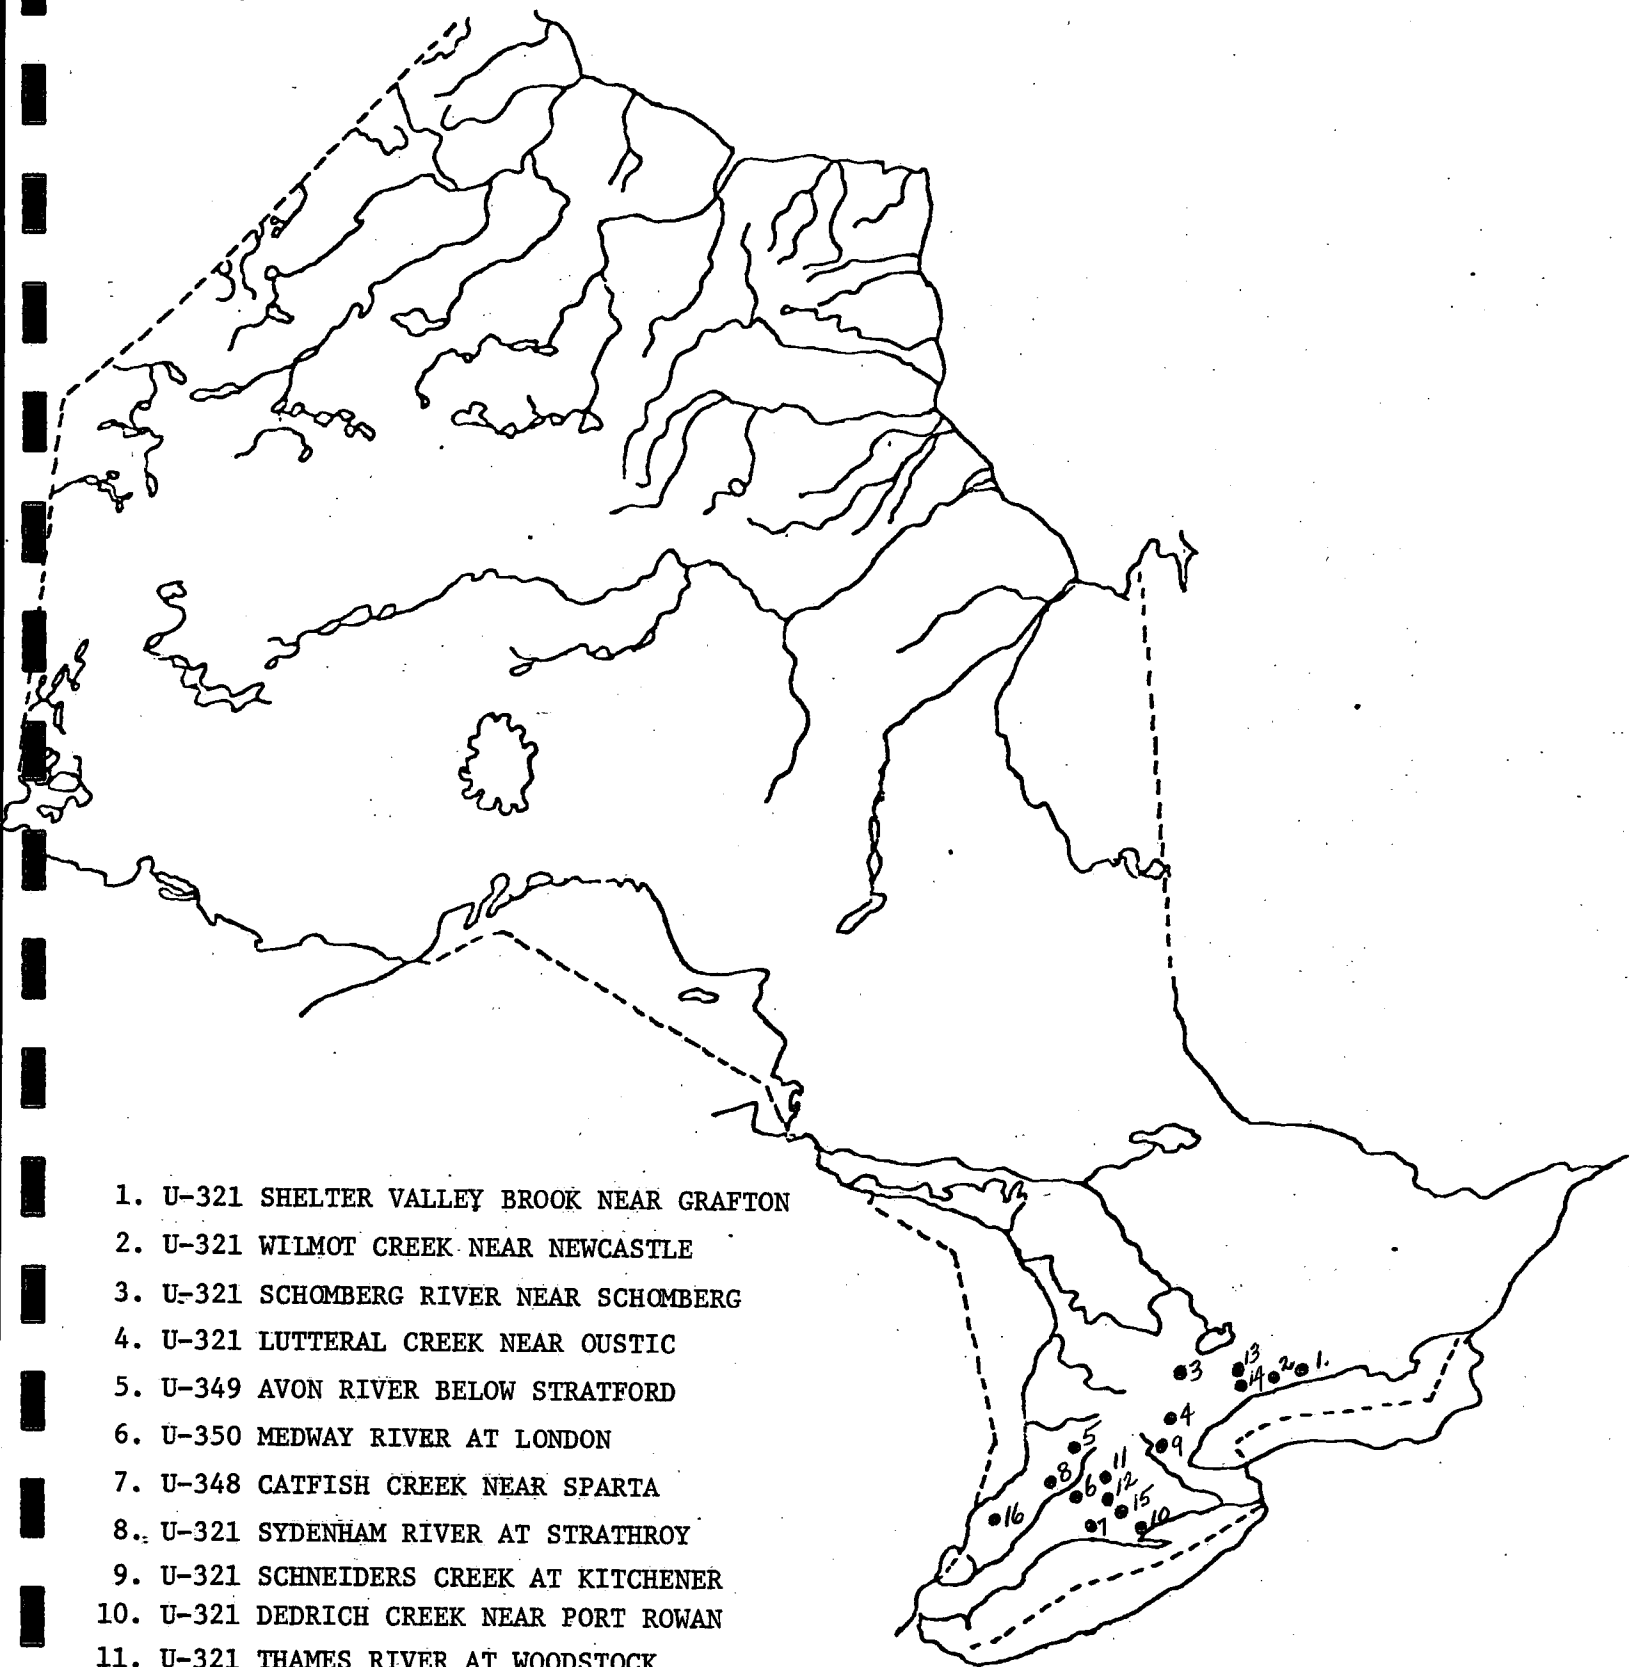 1. U-321 SHELTER VALLEY BROOK NEAR GRAFTON
2. U-321 WILMOT CREEK NEAR NEWCASTLE
3. U-321 SCHOMBERG RIVER NEAR SCHOMBERG
4. U-321 LUTTERAL CREEK NEAR OUSTIC
5. U-349 AVON RIVER BELOW STRATFORD
6. U-350 MEDWAY RIVER AT LONDON
7. U-348 CATFISH CREEK NEAR SPARTA
8. U-321 SYDENHAM RIVER AT STRATHROY
9. U-321 SCHNEIDERS CREEK AT KITCHENER
10. U-321 DEDRICH CREEK NEAR PORT ROWAN
11. U-321 THAMES RIVER AT WOODSTOCK
3
13
14
2
1.
4
5
9
8
11
6
12
15
16
7
10